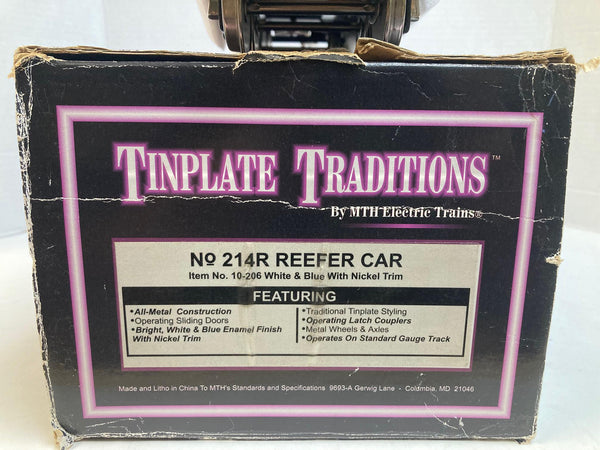 TINPLATE TRADITIONS™
By MTH Electric Trains®
No 214R REEFER CAR
Item No. 10-206 White & Blue With Nickel Trim
FEATURING
•All-Metal Construction
•Operating Sliding Doors
•Bright, White & Blue Enamel Finish
With Nickel Trim
•Traditional Tinplate Styling
•Operating Latch Couplers
•Metal Wheels & Axles
•Operates On Standard Gauge Track
Made and Litho in China To MTH's Standards and Specifications 9693-A Gerwig Lane - Columbia, MD 21046